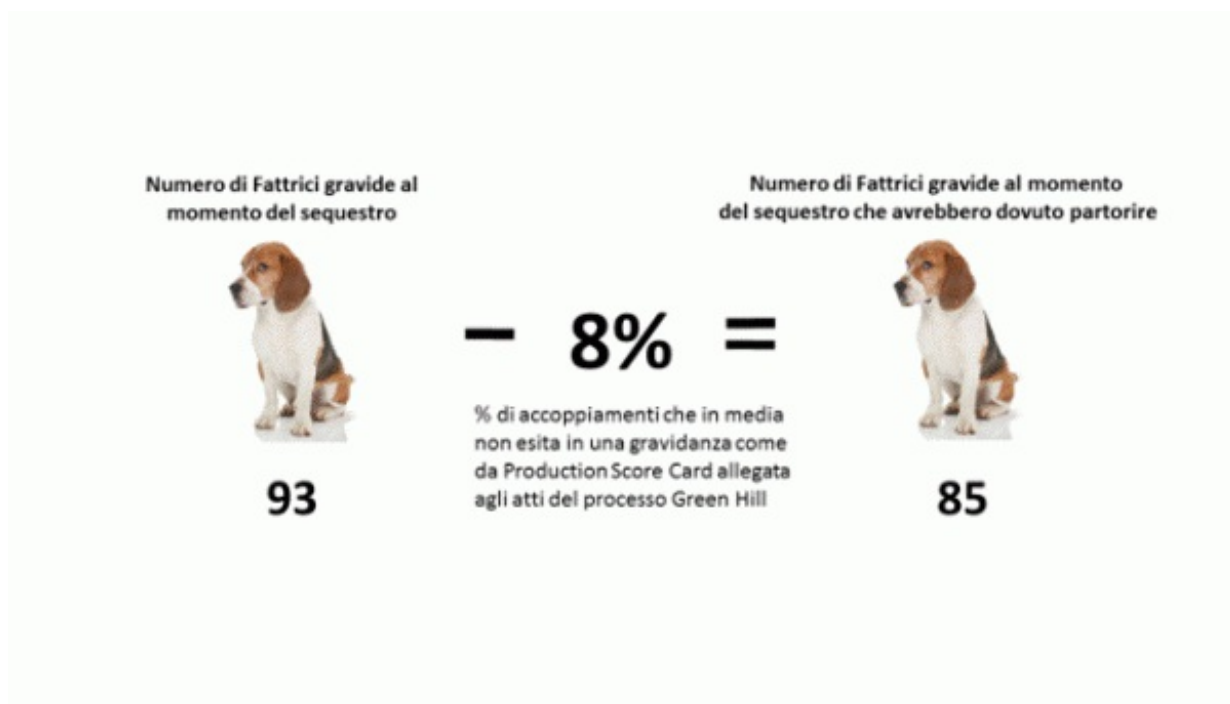 Numero di Fattrici gravide al
momento del sequestro
Numero di Fattrici gravide al momento
del sequestro che avrebbero dovuto partorire
– 8% =
% di accoppiamenti che in media
non esita in una gravidanza come
da Production Score Card allegata
agli atti del processo Green Hill
93
85